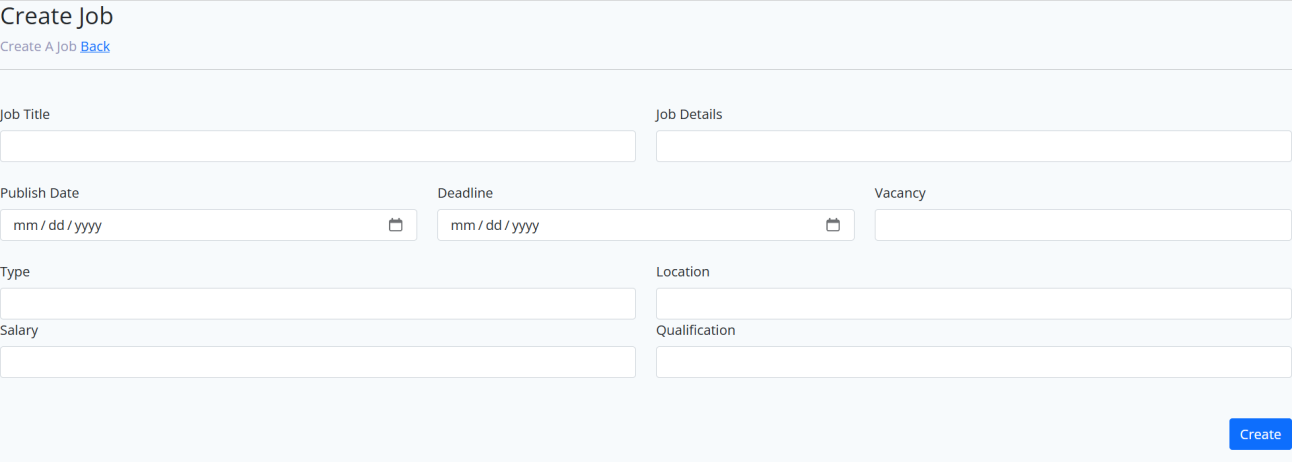 Create Job
Create A Job Back
Job Title Job Details
Publish Date Deadline Vacancy
mm / dd / yyyy mm / dd / yyyy
Type Location
Salary Qualification
Create